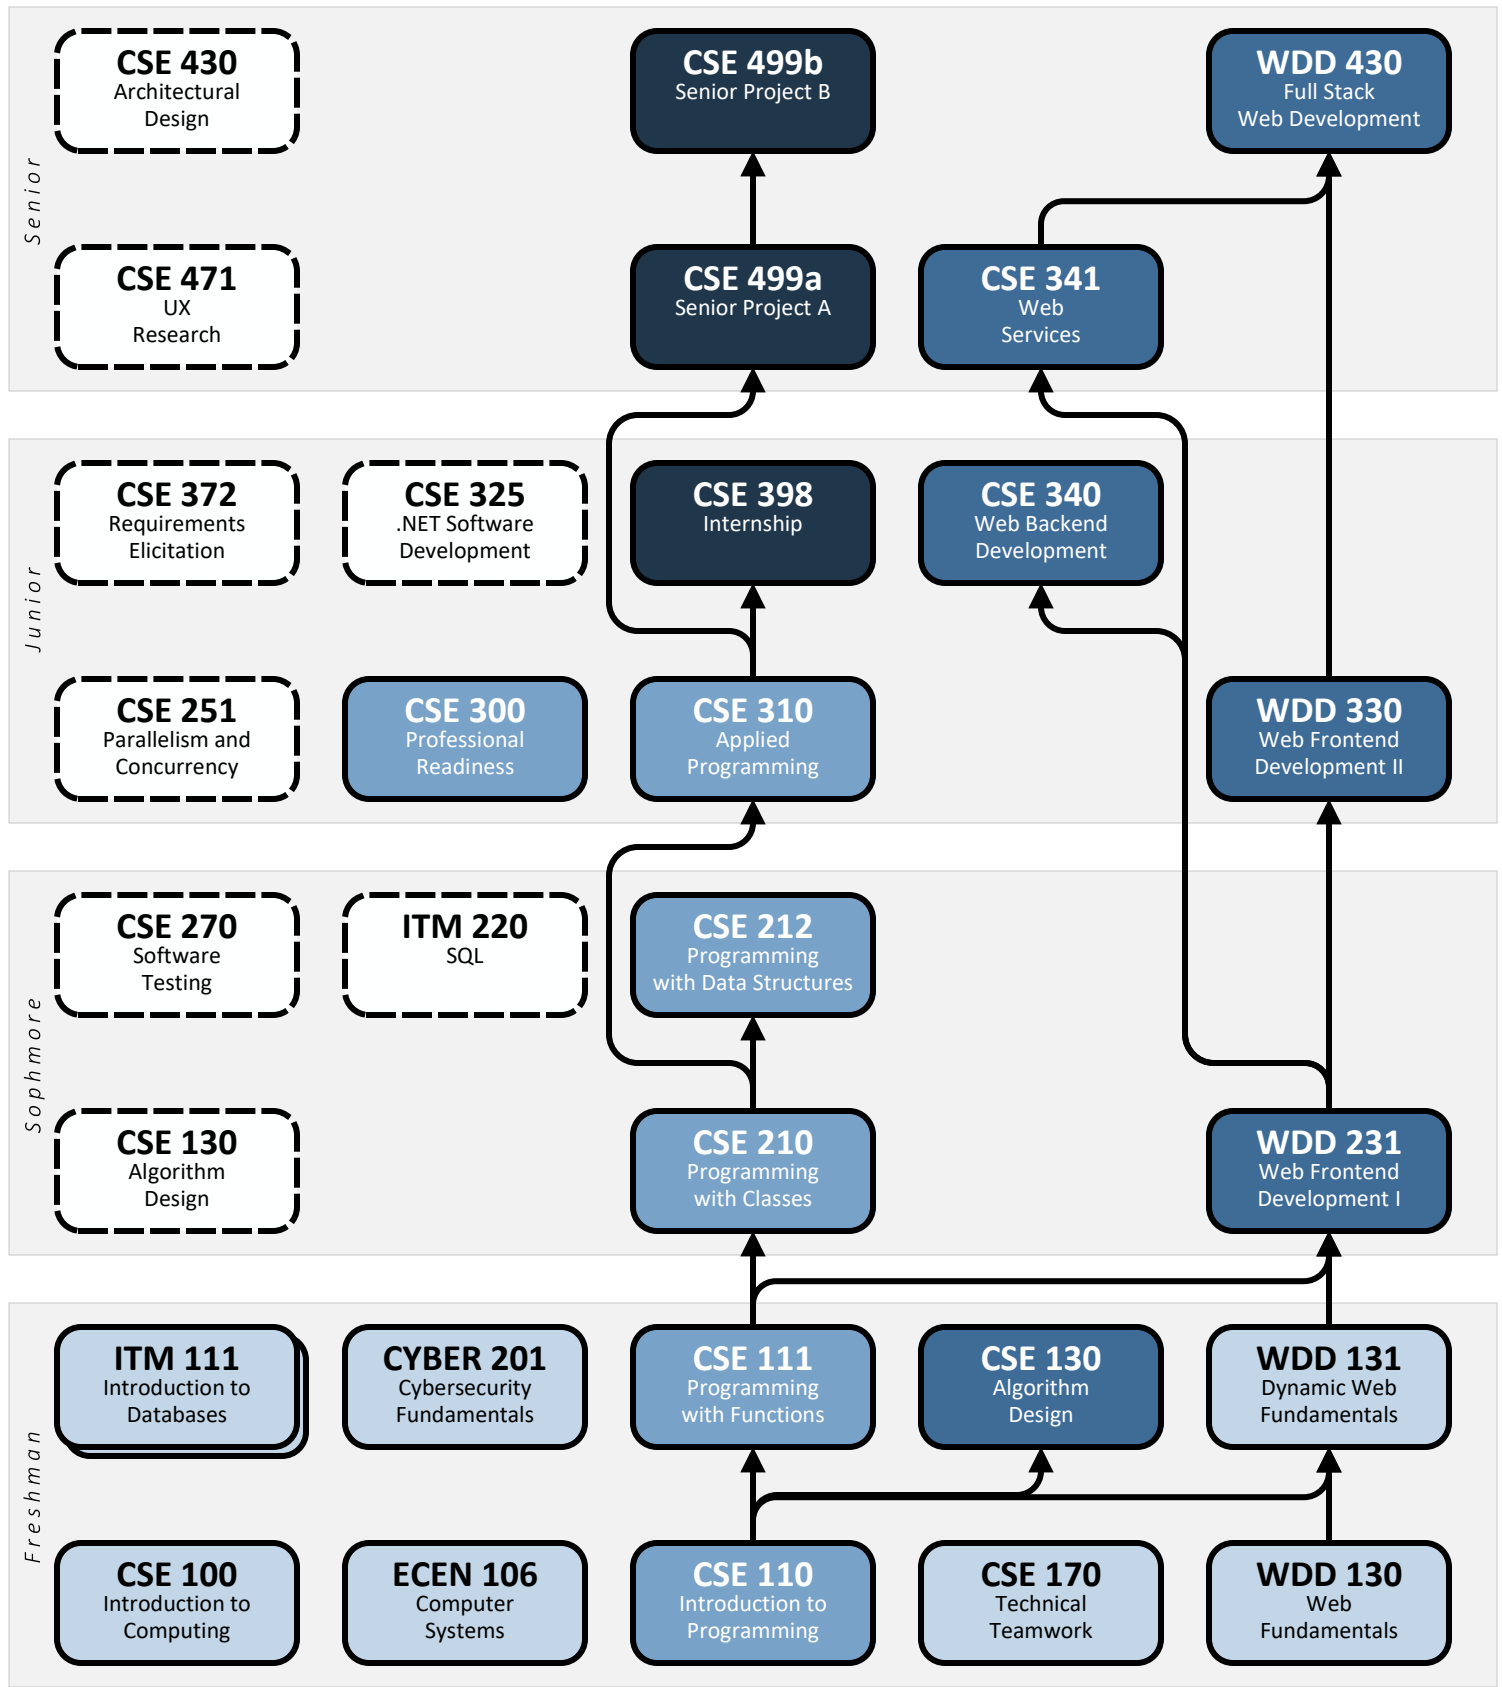 Senior
CSE 430
Architectural
Design
CSE 499b
Senior Project B
WDD 430
Full Stack
Web Development
CSE 471
UX
Research
CSE 499a
Senior Project A
CSE 341
Web
Services
Junior
CSE 372
Requirements
Elicitation
CSE 325
.NET Software
Development
CSE 398
Internship
CSE 340
Web Backend
Development
CSE 251
Parallelism and
Concurrency
CSE 300
Professional
Readiness
CSE 310
Applied
Programming
WDD 330
Web Frontend
Development II
Sophmore
CSE 270
Software
Testing
ITM 220
SQL
CSE 212
Programming
with Data Structures
CSE 130
Algorithm
Design
CSE 210
Programming
with Classes
WDD 231
Web Frontend
Development I
Freshman
ITM 111
Introduction to
Databases
CYBER 201
Cybersecurity
Fundamentals
CSE 111
Programming
with Functions
CSE 130
Algorithm
Design
WDD 131
Dynamic Web
Fundamentals
CSE 100
Introduction to
Computing
ECEN 106
Computer
Systems
CSE 110
Introduction to
Programming
CSE 170
Technical
Teamwork
WDD 130
Web
Fundamentals